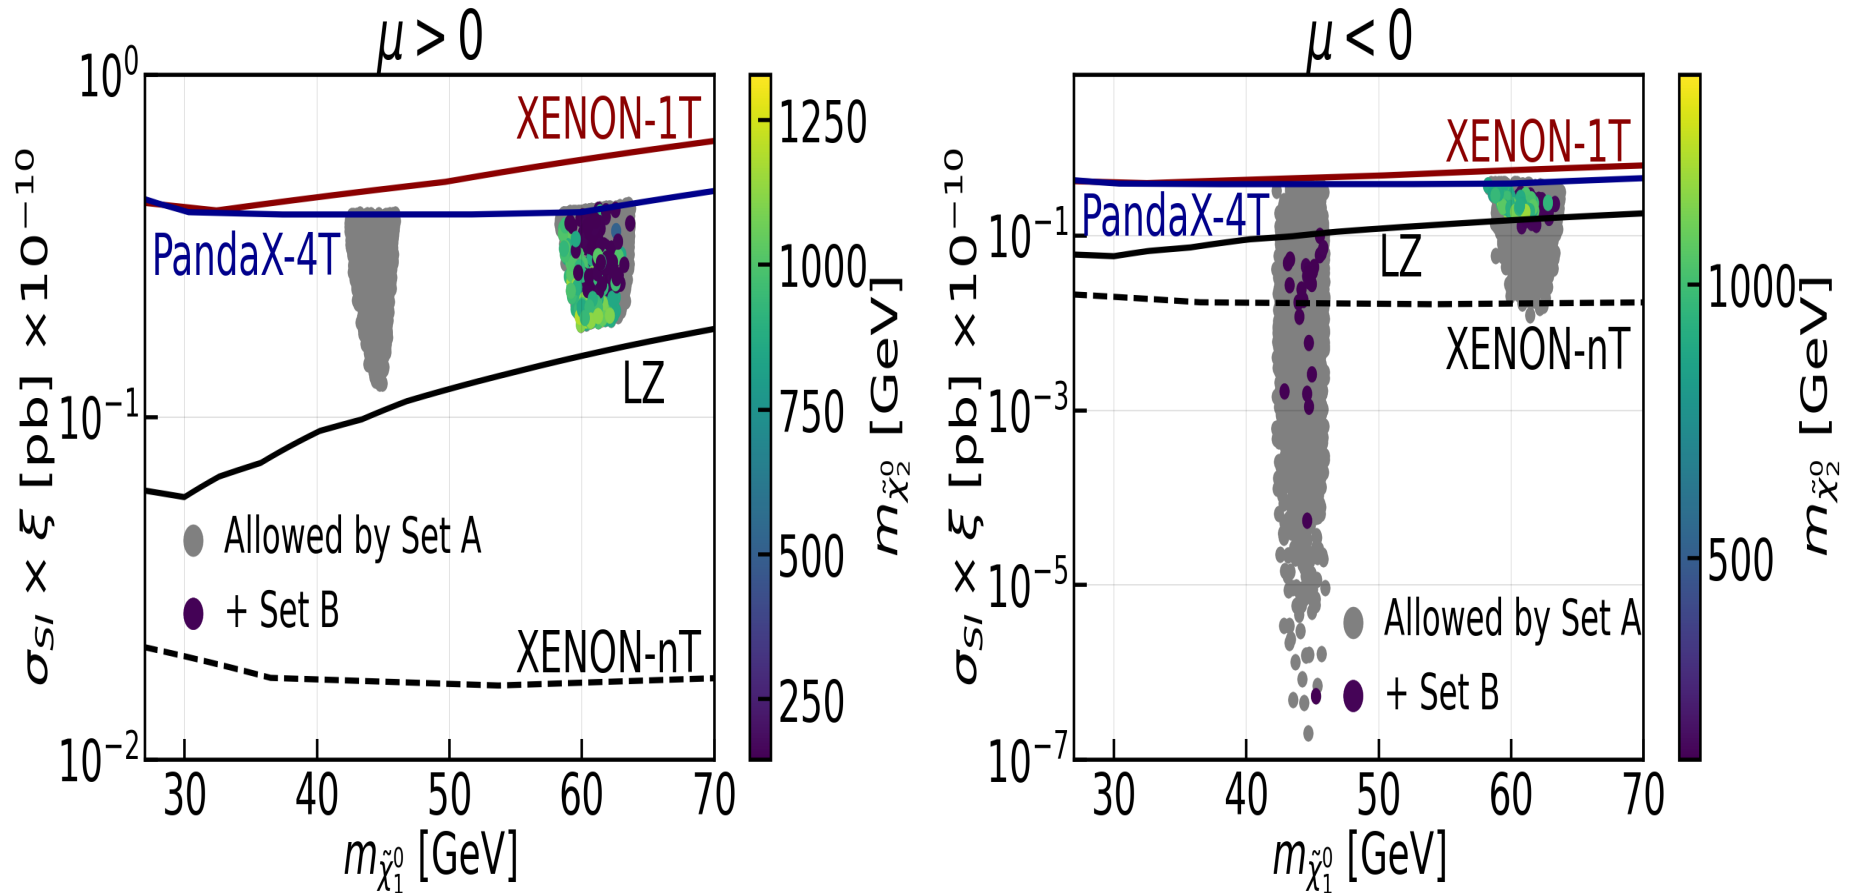 μ > 0
10⁰
10⁻¹
10⁻²
σ_SI × ξ [pb] ×10⁻¹⁰
XENON-1T
PandaX-4T
LZ
Allowed by Set A
+ Set B
XENON-nT
30 40 50 60 70
m_χ̃₁⁰ [GeV]
1250
1000
750
500
250
m_χ̃₂⁰ [GeV]
μ < 0
10⁻¹
10⁻³
10⁻⁵
10⁻⁷
σ_SI × ξ [pb] ×10⁻¹⁰
XENON-1T
PandaX-4T
LZ
XENON-nT
Allowed by Set A
+ Set B
30 40 50 60 70
m_χ̃₁⁰ [GeV]
1000
500
m_χ̃₂⁰ [GeV]